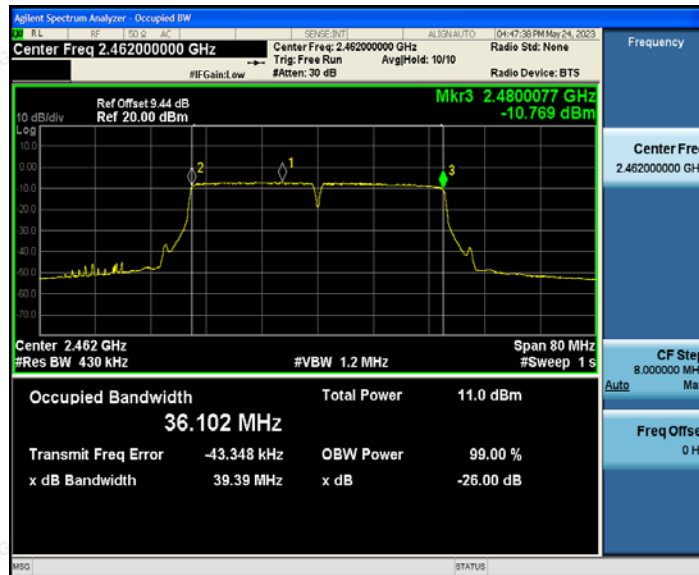 Agilent Spectrum Analyzer - Occupied BW
RL RF 50 Ω AC SENSE:INT ALIGN AUTO 04:47:38 PM May 24, 2023
Center Freq 2.462000000 GHz Center Freq: 2.462000000 GHz Radio Std: None
Trig: Free Run Avg|Hold: 10/10
#IFGain:Low #Atten: 30 dB Radio Device: BTS
Frequency
Ref Offset 9.44 dB Mkr3 2.4800077 GHz
10 dB/div Ref 20.00 dBm -10.769 dBm
Log
10.0
0.00
-10.0
-20.0
-30.0
-40.0
-50.0
-60.0
-70.0
2
1
3
Center 2.462 GHz Span 80 MHz
#Res BW 430 kHz #VBW 1.2 MHz #Sweep 1 s
Occupied Bandwidth Total Power 11.0 dBm
36.102 MHz
Transmit Freq Error -43.348 kHz OBW Power 99.00 %
x dB Bandwidth 39.39 MHz x dB -26.00 dB
Center Fre
2.462000000 GH
CF Ste
8.000000 MH
Auto Ma
Freq Offse
0 H
MSG STATUS